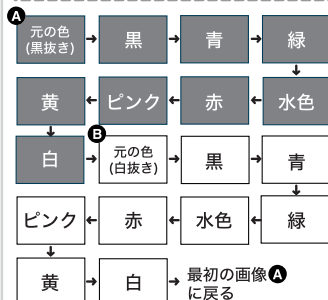 A
元の色
(黒抜き)
黒
青
緑
水色
赤
ピンク
黄
白
B
元の色
(白抜き)
黒
青
緑
水色
赤
ピンク
黄
白
最初の画像A
に戻る